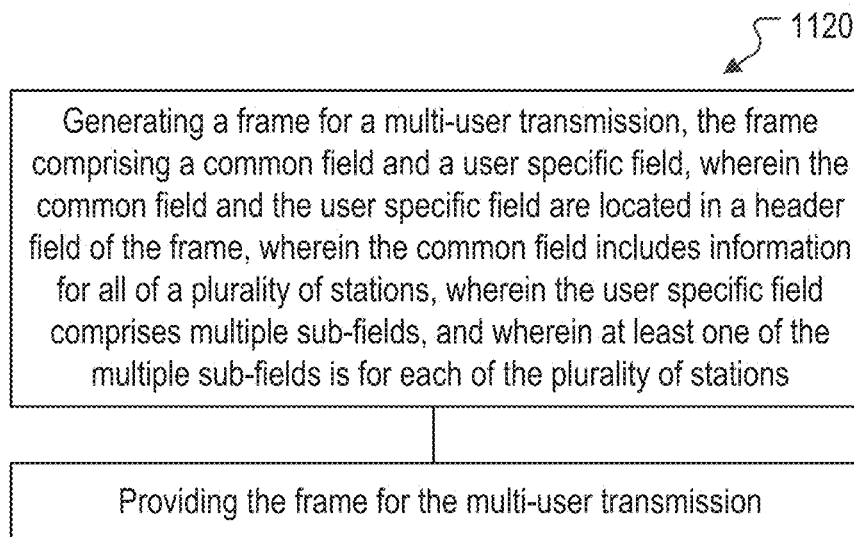 1120
Generating a frame for a multi-user transmission, the frame
comprising a common field and a user specific field, wherein the
common field and the user specific field are located in a header
field of the frame, wherein the common field includes information
for all of a plurality of stations, wherein the user specific field
comprises multiple sub-fields, and wherein at least one of the
multiple sub-fields is for each of the plurality of stations
Providing the frame for the multi-user transmission